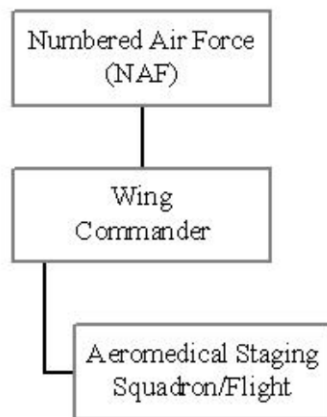 Numbered Air Force
(NAF)
Wing
Commander
Aeromedical Staging
Squadron/Flight